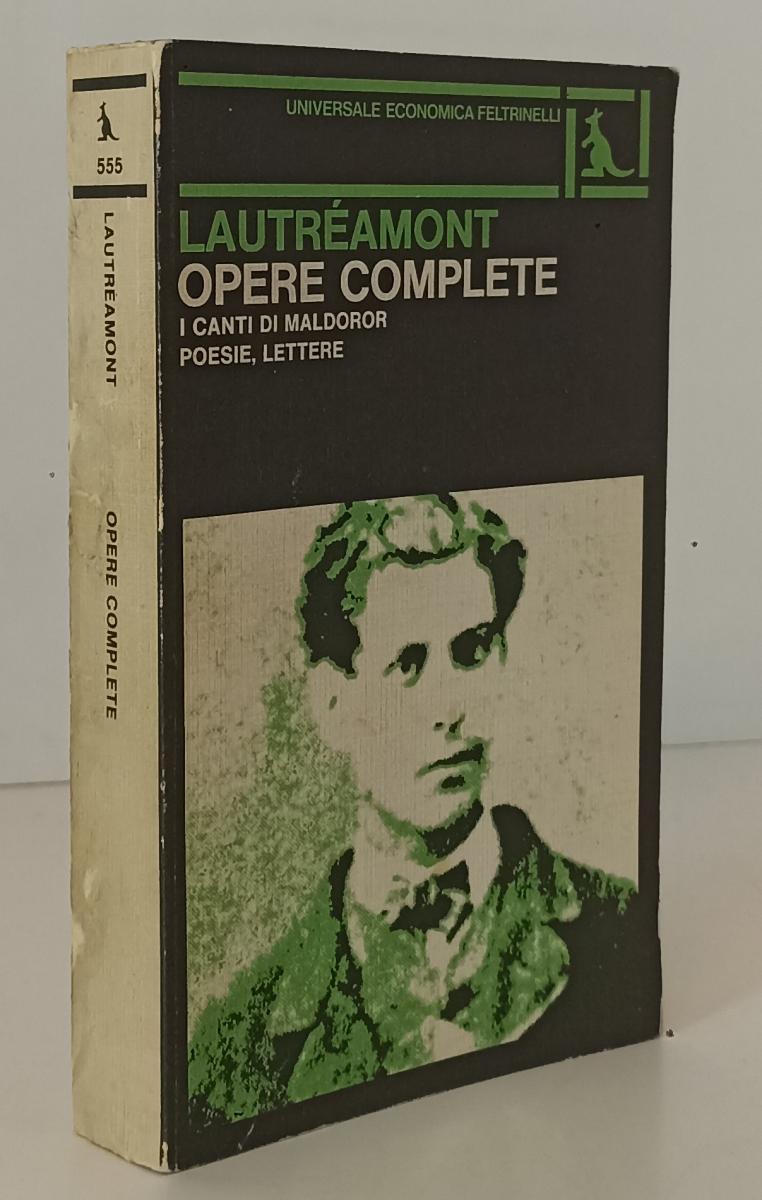 555
LAUTRÉAMONT
OPERE COMPLETE
UNIVERSALE ECONOMICA FELTRINELLI
LAUTRÉAMONT
OPERE COMPLETE
I CANTI DI MALDOROR
POESIE, LETTERE